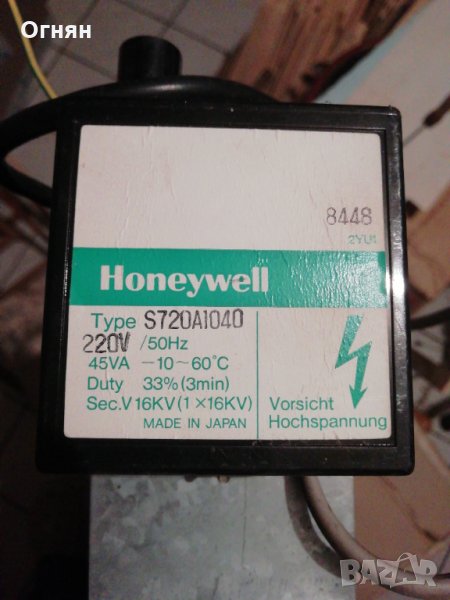 Огнян
8448
2YU1
Honeywell
Type S720A1040
220V /50Hz
45VA −10~60°C
Duty 33% (3min)
Sec.V 16KV (1 × 16KV)
MADE IN JAPAN
Vorsicht
Hochspannung
BAZAR